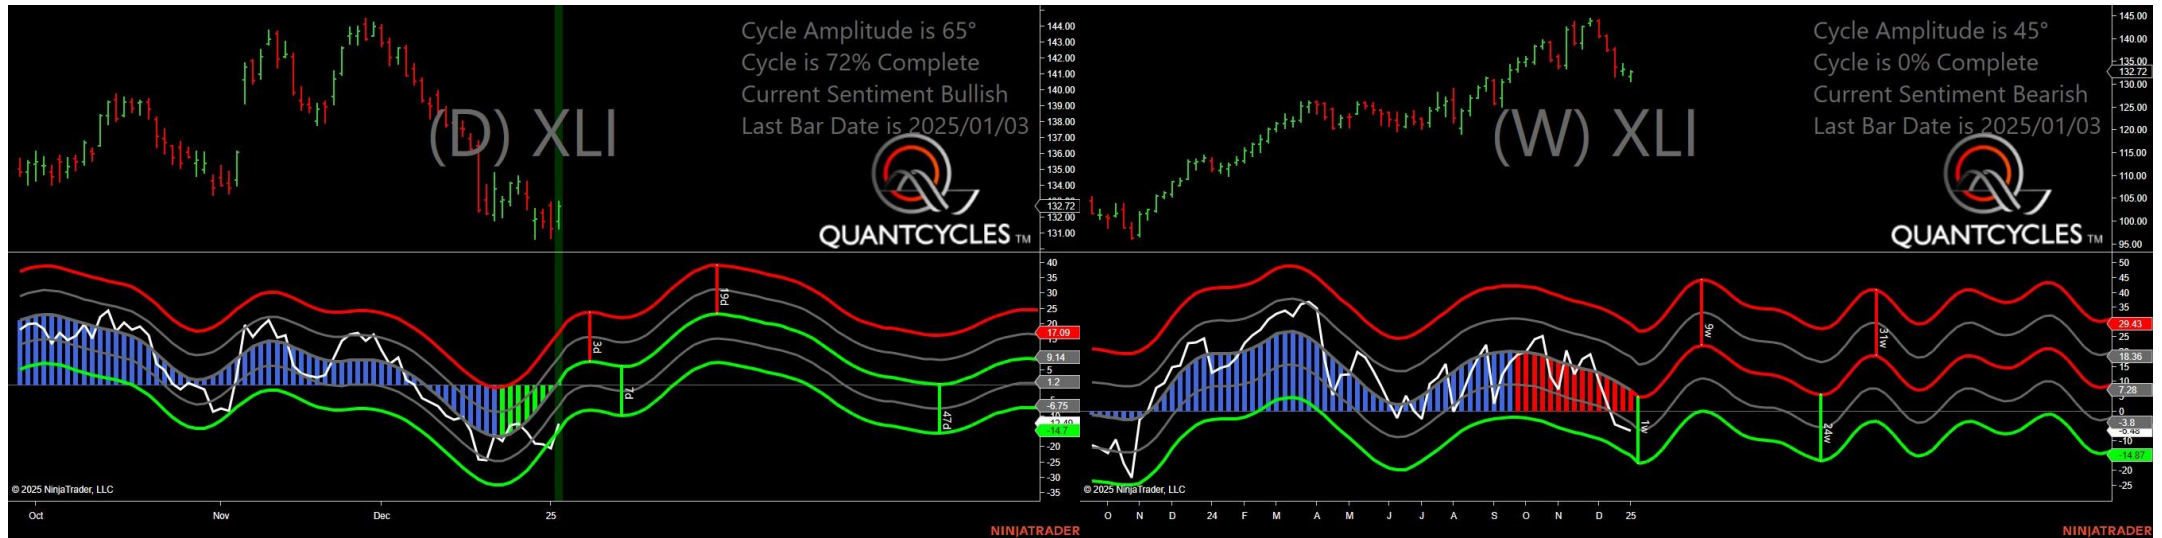 Cycle Amplitude is 65°
Cycle is 72% Complete
Current Sentiment Bullish
Last Bar Date is 2025/01/03
(D) XLI
QUANTCYCLES TM
144.00
143.00
142.00
141.00
140.00
139.00
138.00
137.00
136.00
135.00
134.00
132.72
132.00
131.00
40
35
30
25
20
17.09
15
9.14
5
1.2
-6.75
-14.7
-20
-25
-30
-35
3d
7d
19d
47d
© 2025 NinjaTrader, LLC
Oct Nov Dec 25
NINJATRADER
Cycle Amplitude is 45°
Cycle is 0% Complete
Current Sentiment Bearish
Last Bar Date is 2025/01/03
(W) XLI
QUANTCYCLES TM
145.00
140.00
135.00
132.72
130.00
125.00
120.00
115.00
110.00
105.00
100.00
95.00
50
45
40
35
29.43
25
18.36
15
10
7.28
5
0
-3.8
-6.48
-10
-14.87
-20
-25
1w
9w
24w
31w
© 2025 NinjaTrader, LLC
O N D 24 F M A M J J A S O N D 25
NINJATRADER